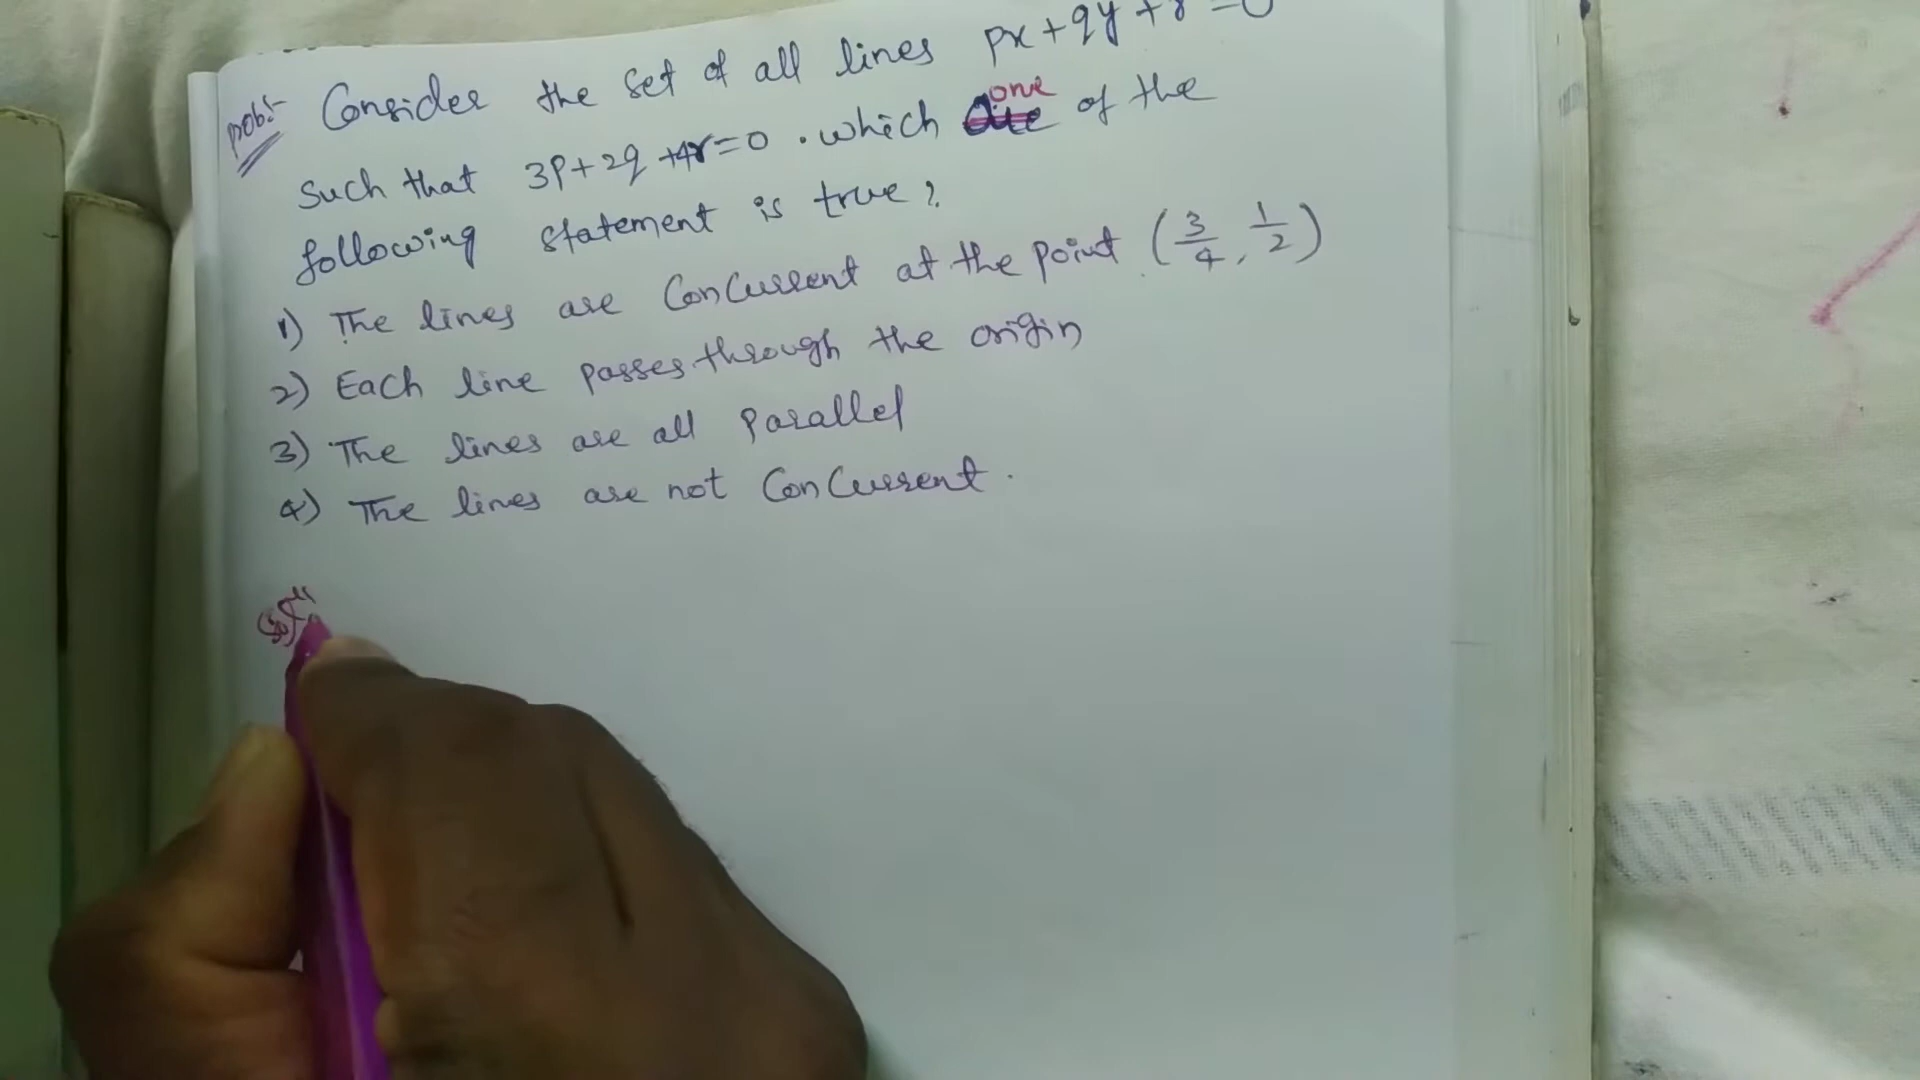 prob:- Consider the set of all lines px+qy+r=0
such that 3p+2q+4r=0. which one of the
following statement is true?
1) The lines are Concurrent at the point (3/4, 1/2)
2) Each line passes through the origin
3) The lines are all parallel
4) The lines are not Concurrent.
Sol